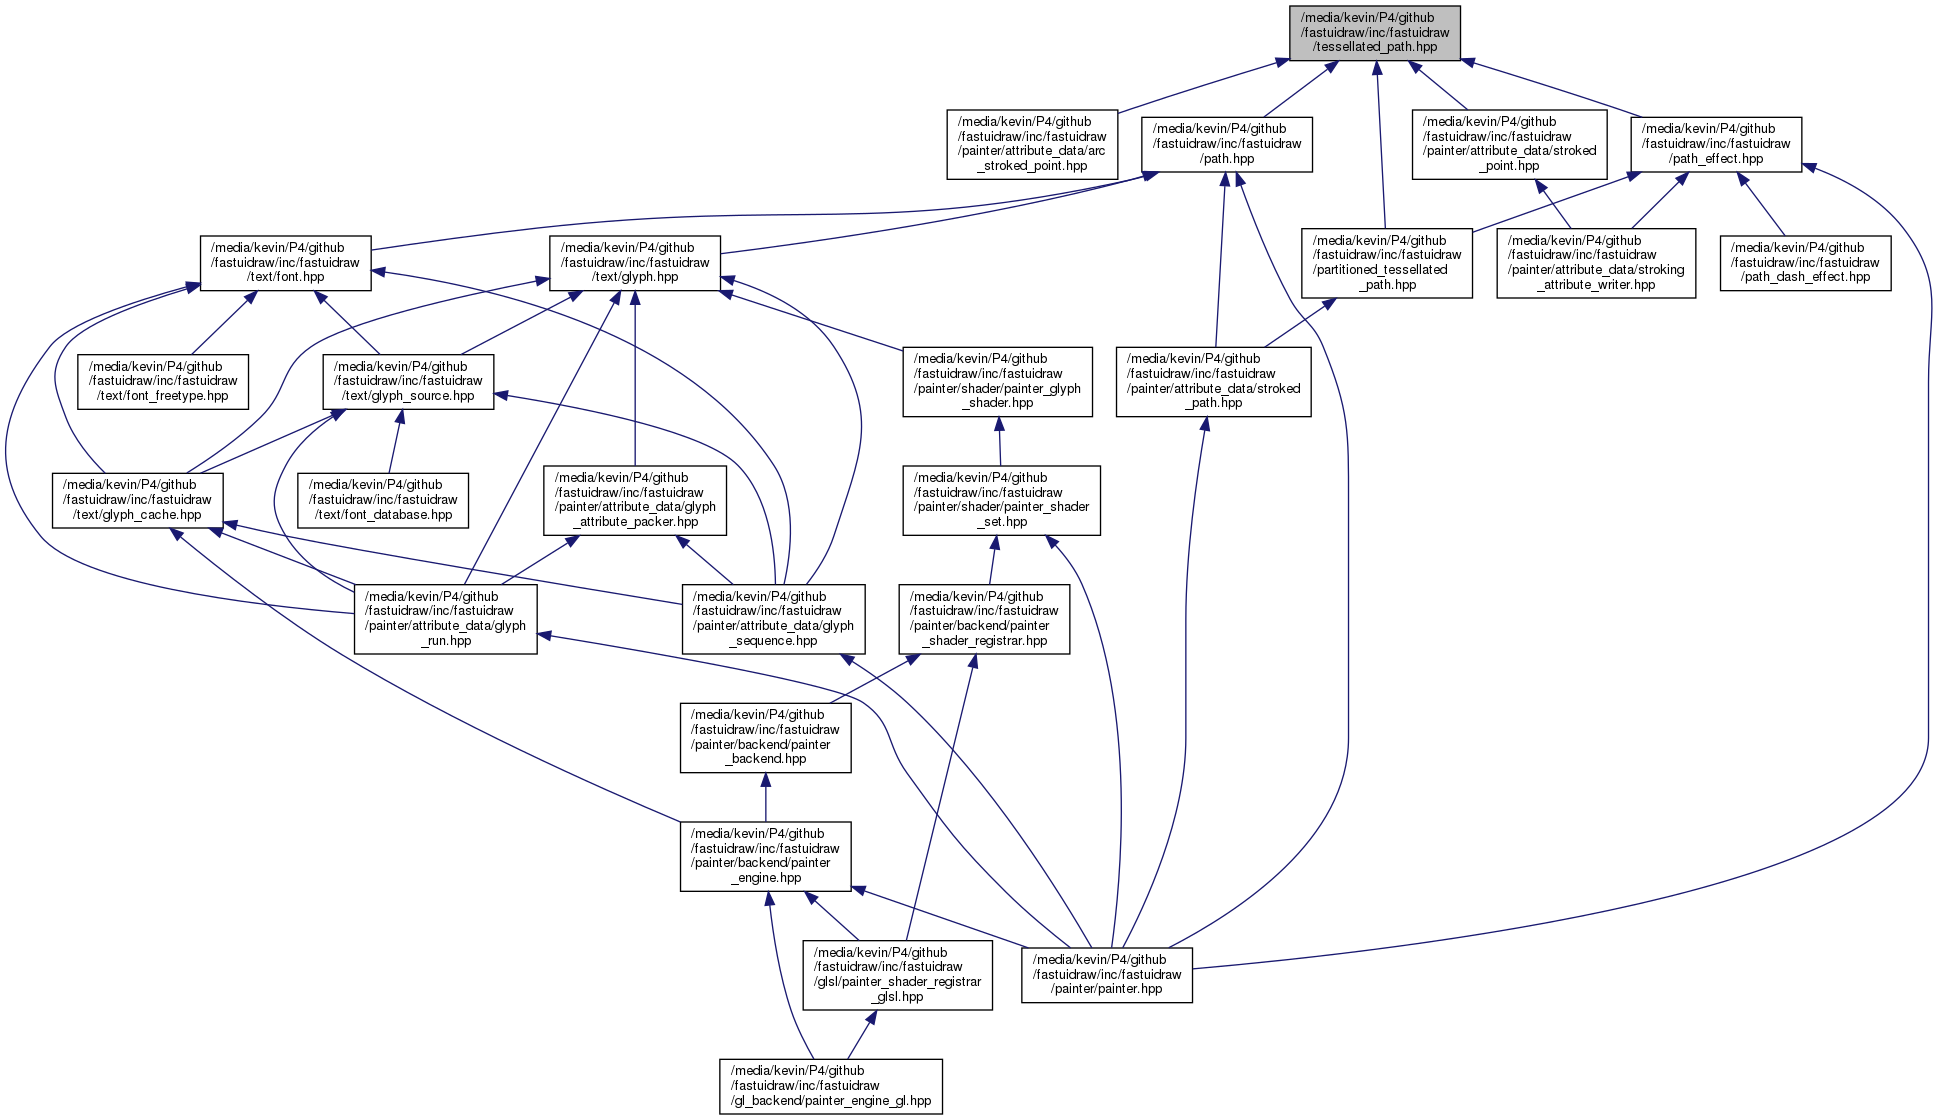 /media/kevin/P4/github
/fastuidraw/inc/fastuidraw
/tessellated_path.hpp
/media/kevin/P4/github
/fastuidraw/inc/fastuidraw
/painter/attribute_data/arc
_stroked_point.hpp
/media/kevin/P4/github
/fastuidraw/inc/fastuidraw
/path.hpp
/media/kevin/P4/github
/fastuidraw/inc/fastuidraw
/painter/attribute_data/stroked
_point.hpp
/media/kevin/P4/github
/fastuidraw/inc/fastuidraw
/path_effect.hpp
/media/kevin/P4/github
/fastuidraw/inc/fastuidraw
/text/font.hpp
/media/kevin/P4/github
/fastuidraw/inc/fastuidraw
/text/glyph.hpp
/media/kevin/P4/github
/fastuidraw/inc/fastuidraw
/partitioned_tessellated
_path.hpp
/media/kevin/P4/github
/fastuidraw/inc/fastuidraw
/painter/attribute_data/stroking
_attribute_writer.hpp
/media/kevin/P4/github
/fastuidraw/inc/fastuidraw
/path_dash_effect.hpp
/media/kevin/P4/github
/fastuidraw/inc/fastuidraw
/text/font_freetype.hpp
/media/kevin/P4/github
/fastuidraw/inc/fastuidraw
/text/glyph_source.hpp
/media/kevin/P4/github
/fastuidraw/inc/fastuidraw
/painter/shader/painter_glyph
_shader.hpp
/media/kevin/P4/github
/fastuidraw/inc/fastuidraw
/painter/attribute_data/stroked
_path.hpp
/media/kevin/P4/github
/fastuidraw/inc/fastuidraw
/text/glyph_cache.hpp
/media/kevin/P4/github
/fastuidraw/inc/fastuidraw
/text/font_database.hpp
/media/kevin/P4/github
/fastuidraw/inc/fastuidraw
/painter/attribute_data/glyph
_attribute_packer.hpp
/media/kevin/P4/github
/fastuidraw/inc/fastuidraw
/painter/shader/painter_shader
_set.hpp
/media/kevin/P4/github
/fastuidraw/inc/fastuidraw
/painter/attribute_data/glyph
_run.hpp
/media/kevin/P4/github
/fastuidraw/inc/fastuidraw
/painter/attribute_data/glyph
_sequence.hpp
/media/kevin/P4/github
/fastuidraw/inc/fastuidraw
/painter/backend/painter
_shader_registrar.hpp
/media/kevin/P4/github
/fastuidraw/inc/fastuidraw
/painter/backend/painter
_backend.hpp
/media/kevin/P4/github
/fastuidraw/inc/fastuidraw
/painter/backend/painter
_engine.hpp
/media/kevin/P4/github
/fastuidraw/inc/fastuidraw
/glsl/painter_shader_registrar
_glsl.hpp
/media/kevin/P4/github
/fastuidraw/inc/fastuidraw
/painter/painter.hpp
/media/kevin/P4/github
/fastuidraw/inc/fastuidraw
/gl_backend/painter_engine_gl.hpp